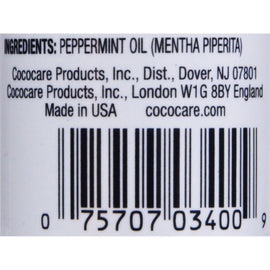 INGREDIENTS: PEPPERMINT OIL (MENTHA PIPERITA)
Cococare Products, Inc., Dist., Dover, NJ 07801
Cococare Products, Inc., London W1G 8BY England
Made in USA cococare.com
0 75707 03400 9